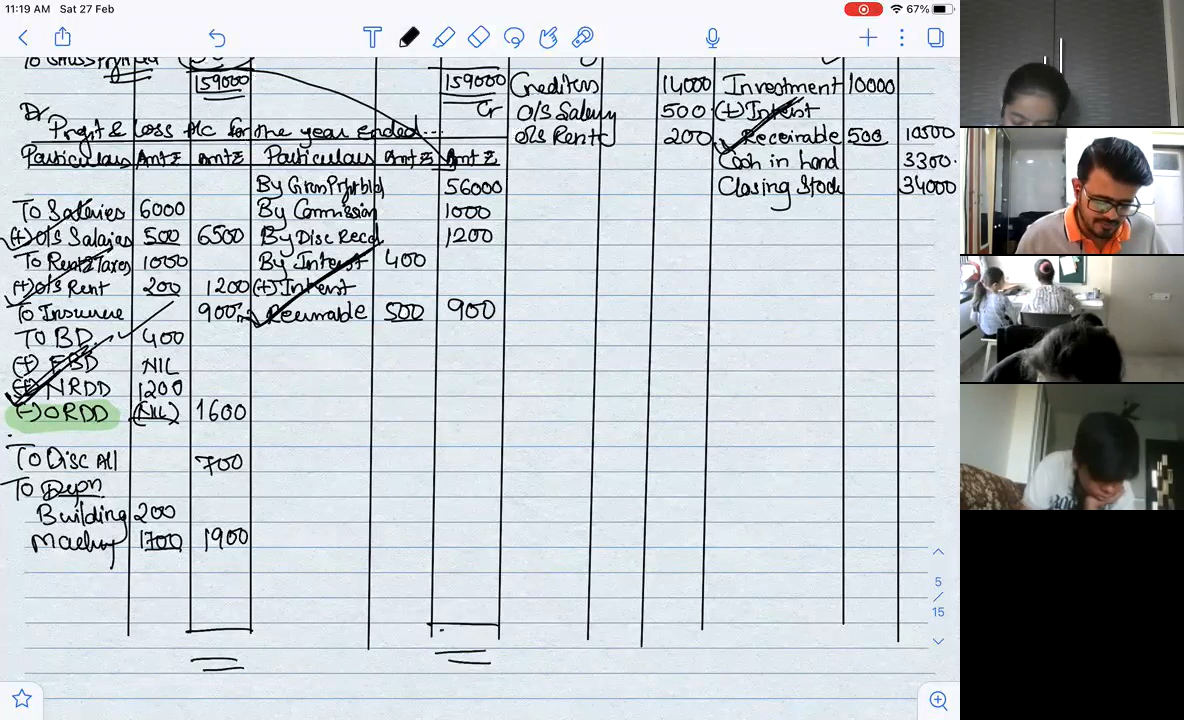 11:19 AM Sat 27 Feb
67%
159000 159000
Dr Cr
Profit & Loss A/c for the year ended...
Particulars Amt ₹ Amt ₹ Particulars Amt ₹ Amt ₹
By Gross Profit b/d 56000
To Salaries 6000 By Commission 1000
(+) O/S Salaries 500 6500 By Disc Recd 1200
To Rent & Taxes 1000 By Interest 400
(+) O/S Rent 200 1200 (+) Interest
To Insurance 900 Receivable 500 900
To BD 400
(+) FBD NIL
(+) NRDD 1200
(-) ORDD (NIL) 1600
To Disc All 700
To Depn
Building 200
Machy 1700 1900
Creditors 14000 Investment 10000
O/S Salary 500 (+) Interest
O/s Rent 200 Receivable 500 10500
Cash in hand 3300
Closing Stock 34000
5
/
15